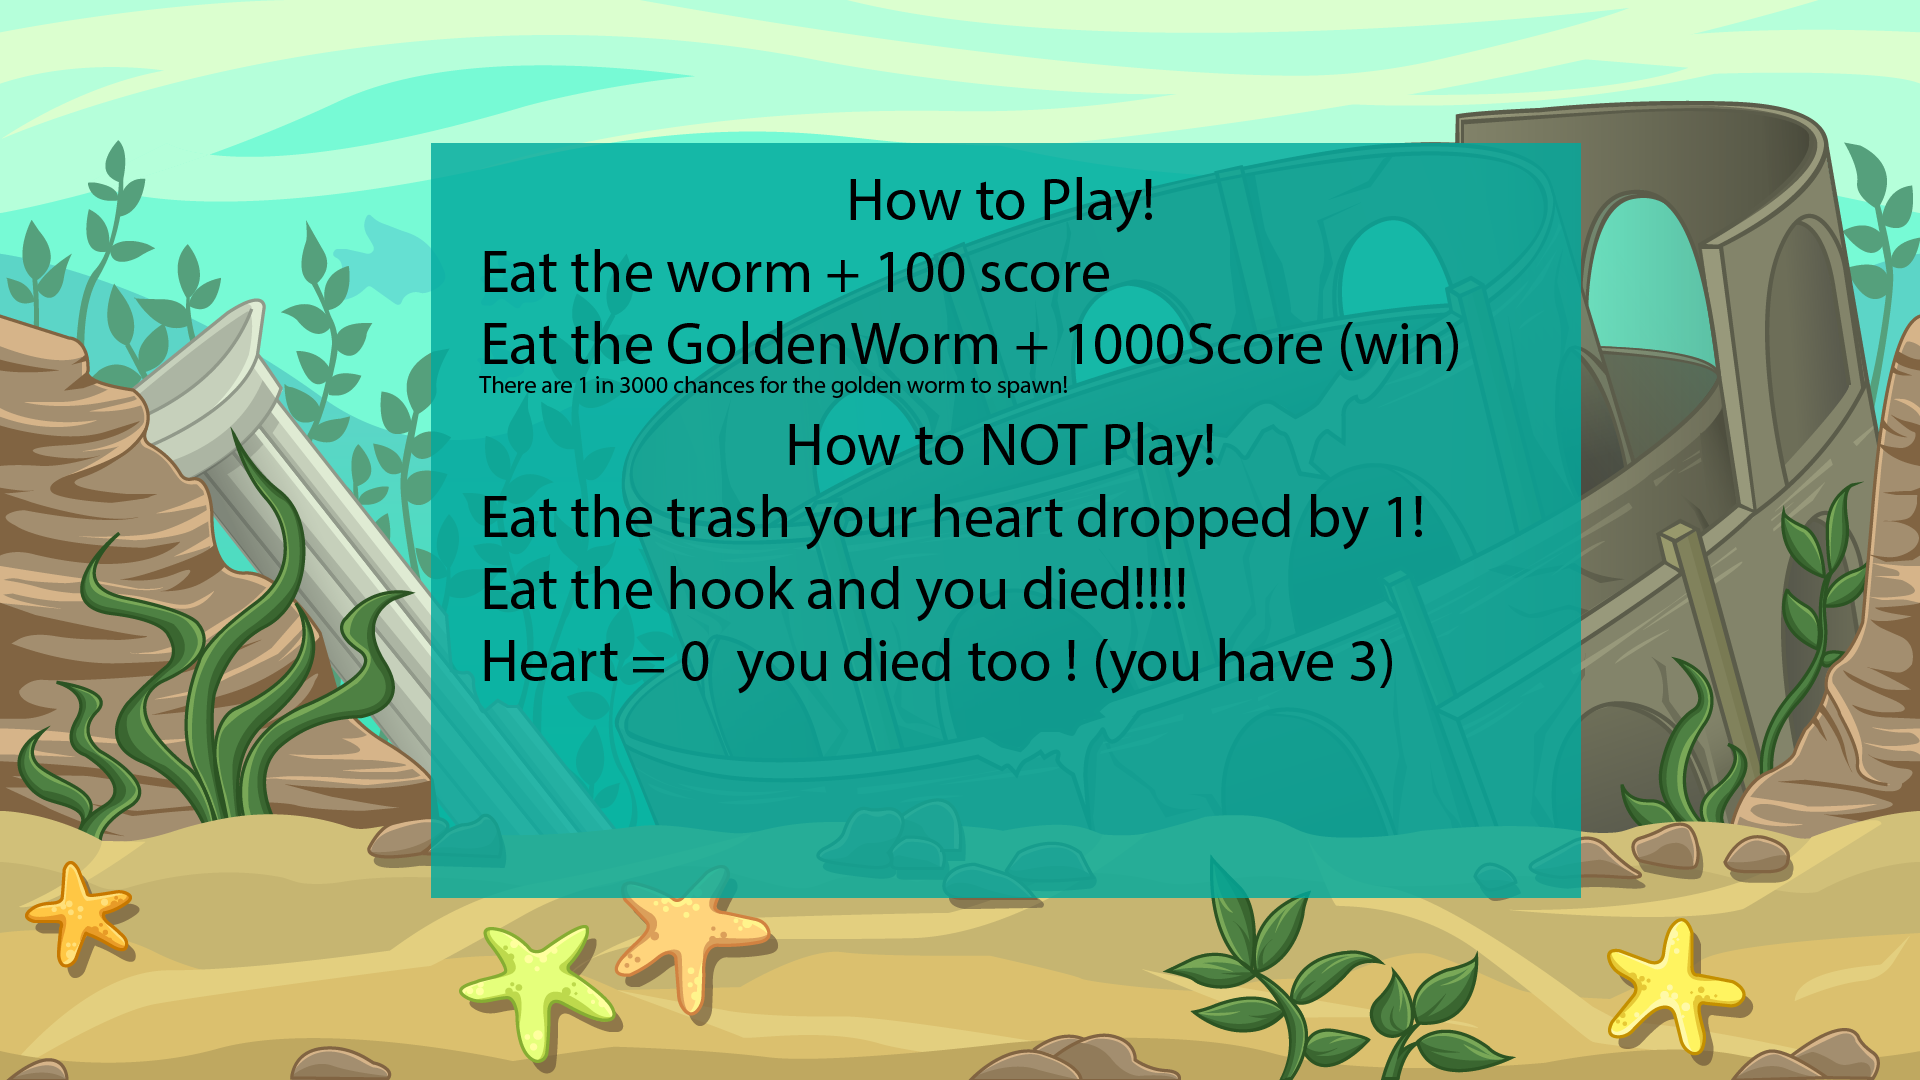 How to Play!
Eat the worm + 100 score
Eat the GoldenWorm + 1000Score (win)
There are 1 in 3000 chances for the golden worm to spawn!
How to NOT Play!
Eat the trash your heart dropped by 1!
Eat the hook and you died!!!!
Heart = 0  you died too ! (you have 3)